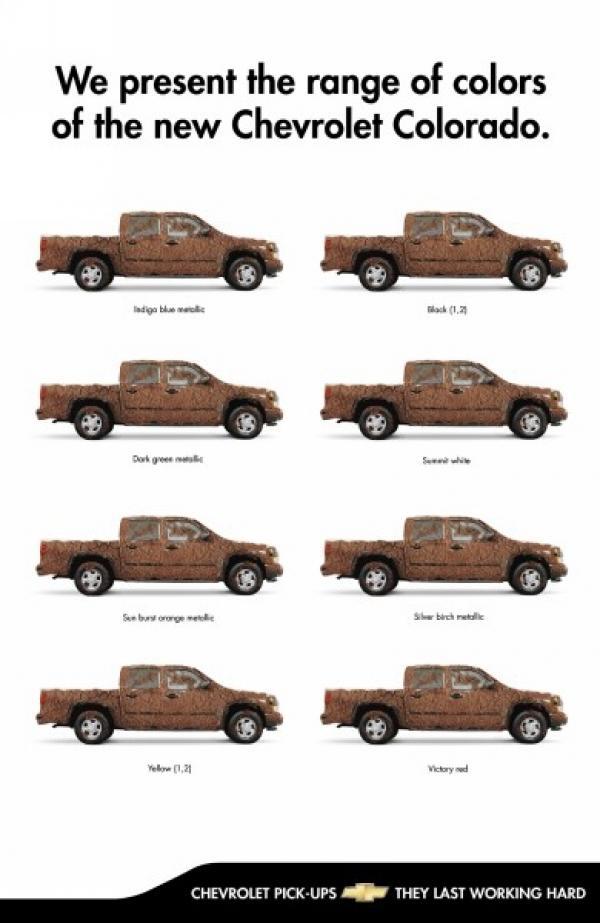 We present the range of colors
of the new Chevrolet Colorado.
Indigo blue metallic
Black (1,2)
Dark green metallic
Summit white
Sun burst orange metallic
Silver birch metallic
Yellow (1,2)
Victory red
CHEVROLET PICK-UPS THEY LAST WORKING HARD